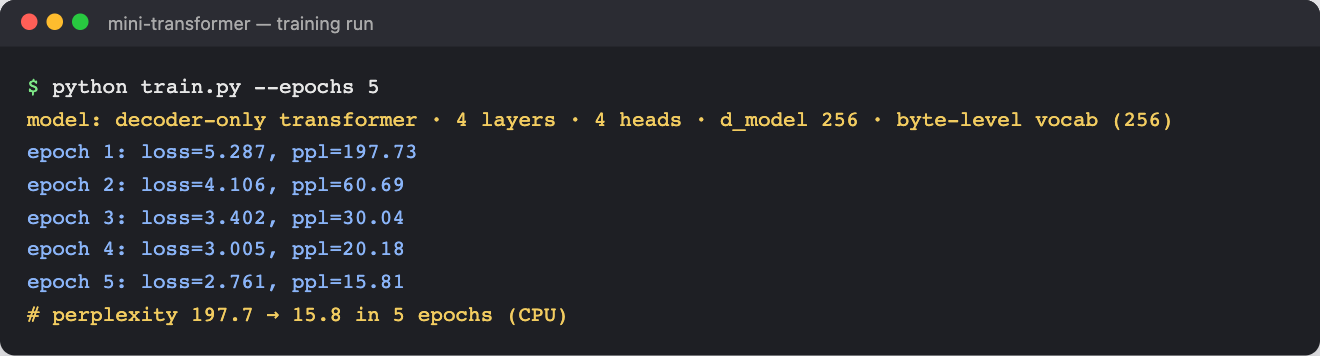 mini-transformer — training run
$ python train.py --epochs 5
model: decoder-only transformer · 4 layers · 4 heads · d_model 256 · byte-level vocab (256)
epoch 1: loss=5.287, ppl=197.73
epoch 2: loss=4.106, ppl=60.69
epoch 3: loss=3.402, ppl=30.04
epoch 4: loss=3.005, ppl=20.18
epoch 5: loss=2.761, ppl=15.81
# perplexity 197.7 → 15.8 in 5 epochs (CPU)